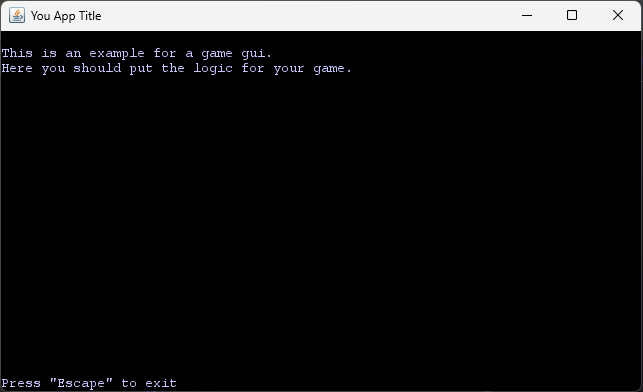 You App Title
This is an example for a game gui.
Here you should put the logic for your game.
Press "Escape" to exit